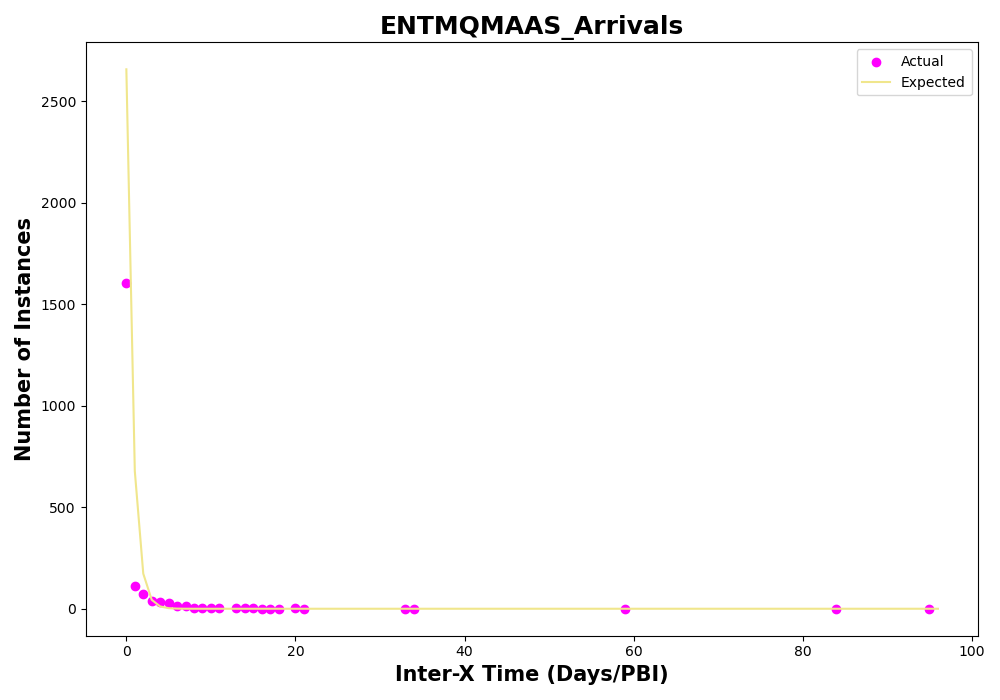 ENTMQMAAS_Arrivals
Actual
Expected
Number of Instances
2500
2000
1500
1000
500
0
0 20 40 60 80 100
Inter-X Time (Days/PBI)